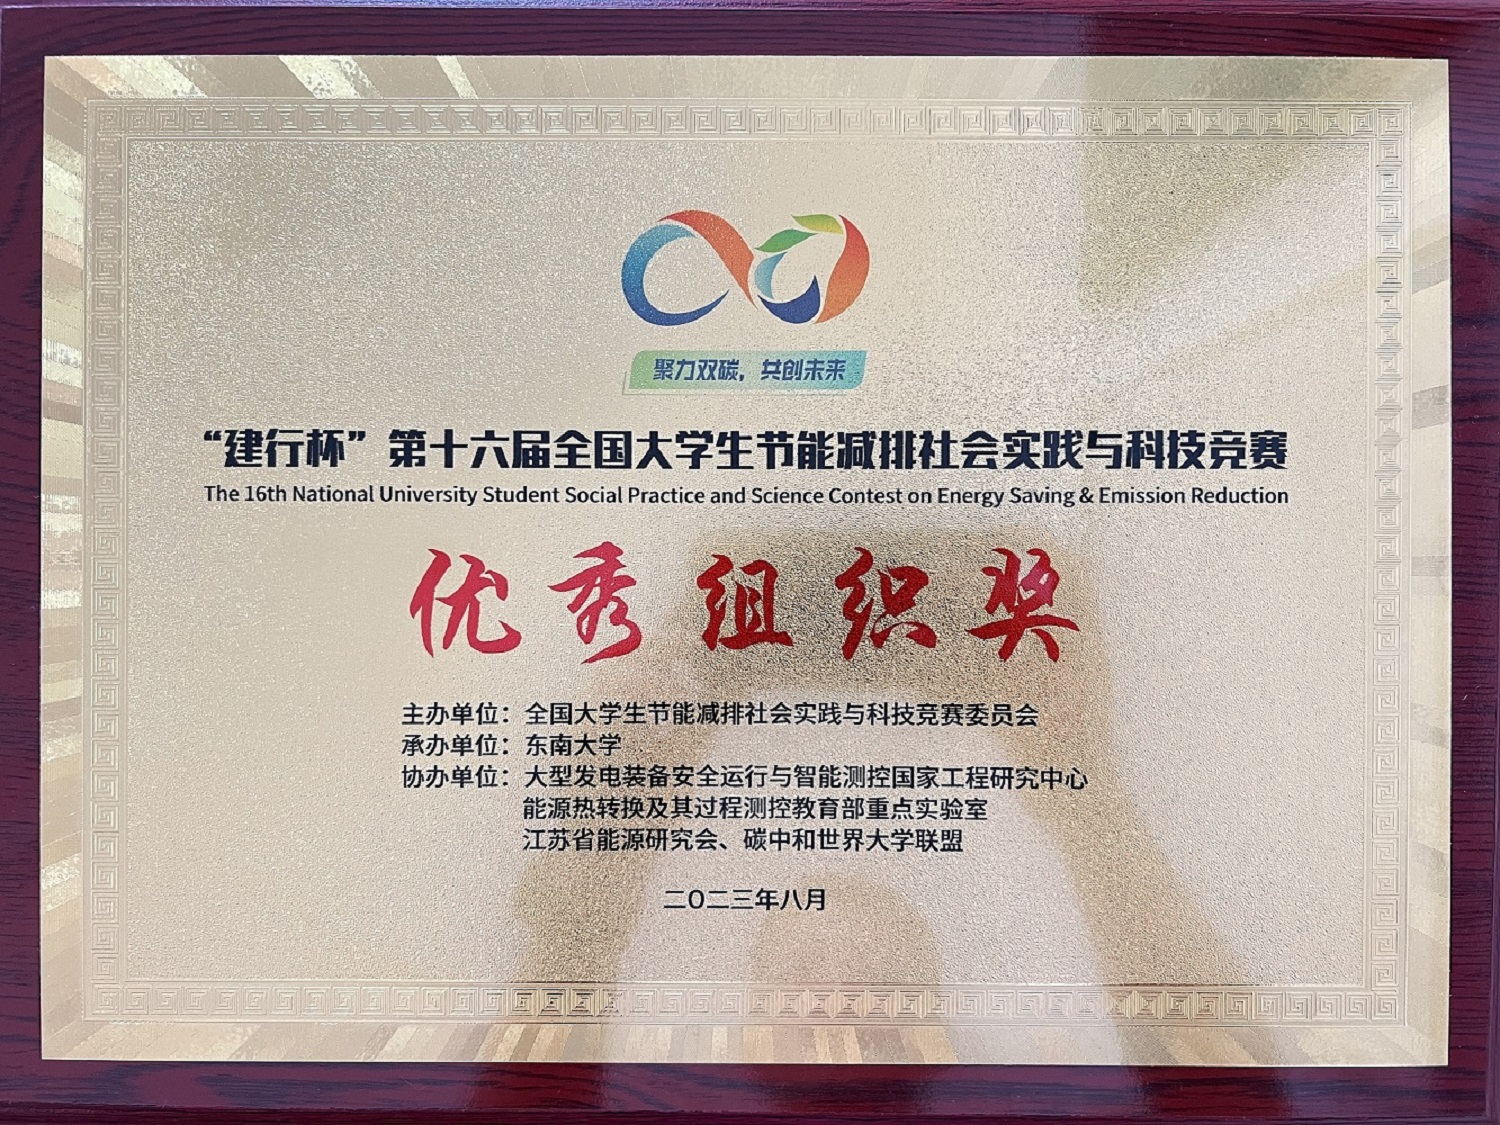 聚力双碳，共创未来
“建行杯”第十六届全国大学生节能减排社会实践与科技竞赛
The 16th National University Student Social Practice and Science Contest on Energy Saving & Emission Reduction
优秀组织奖
主办单位：全国大学生节能减排社会实践与科技竞赛委员会
承办单位：东南大学
协办单位：大型发电装备安全运行与智能测控国家工程研究中心
能源热转换及其过程测控教育部重点实验室
江苏省能源研究会、碳中和世界大学联盟
二〇二三年八月